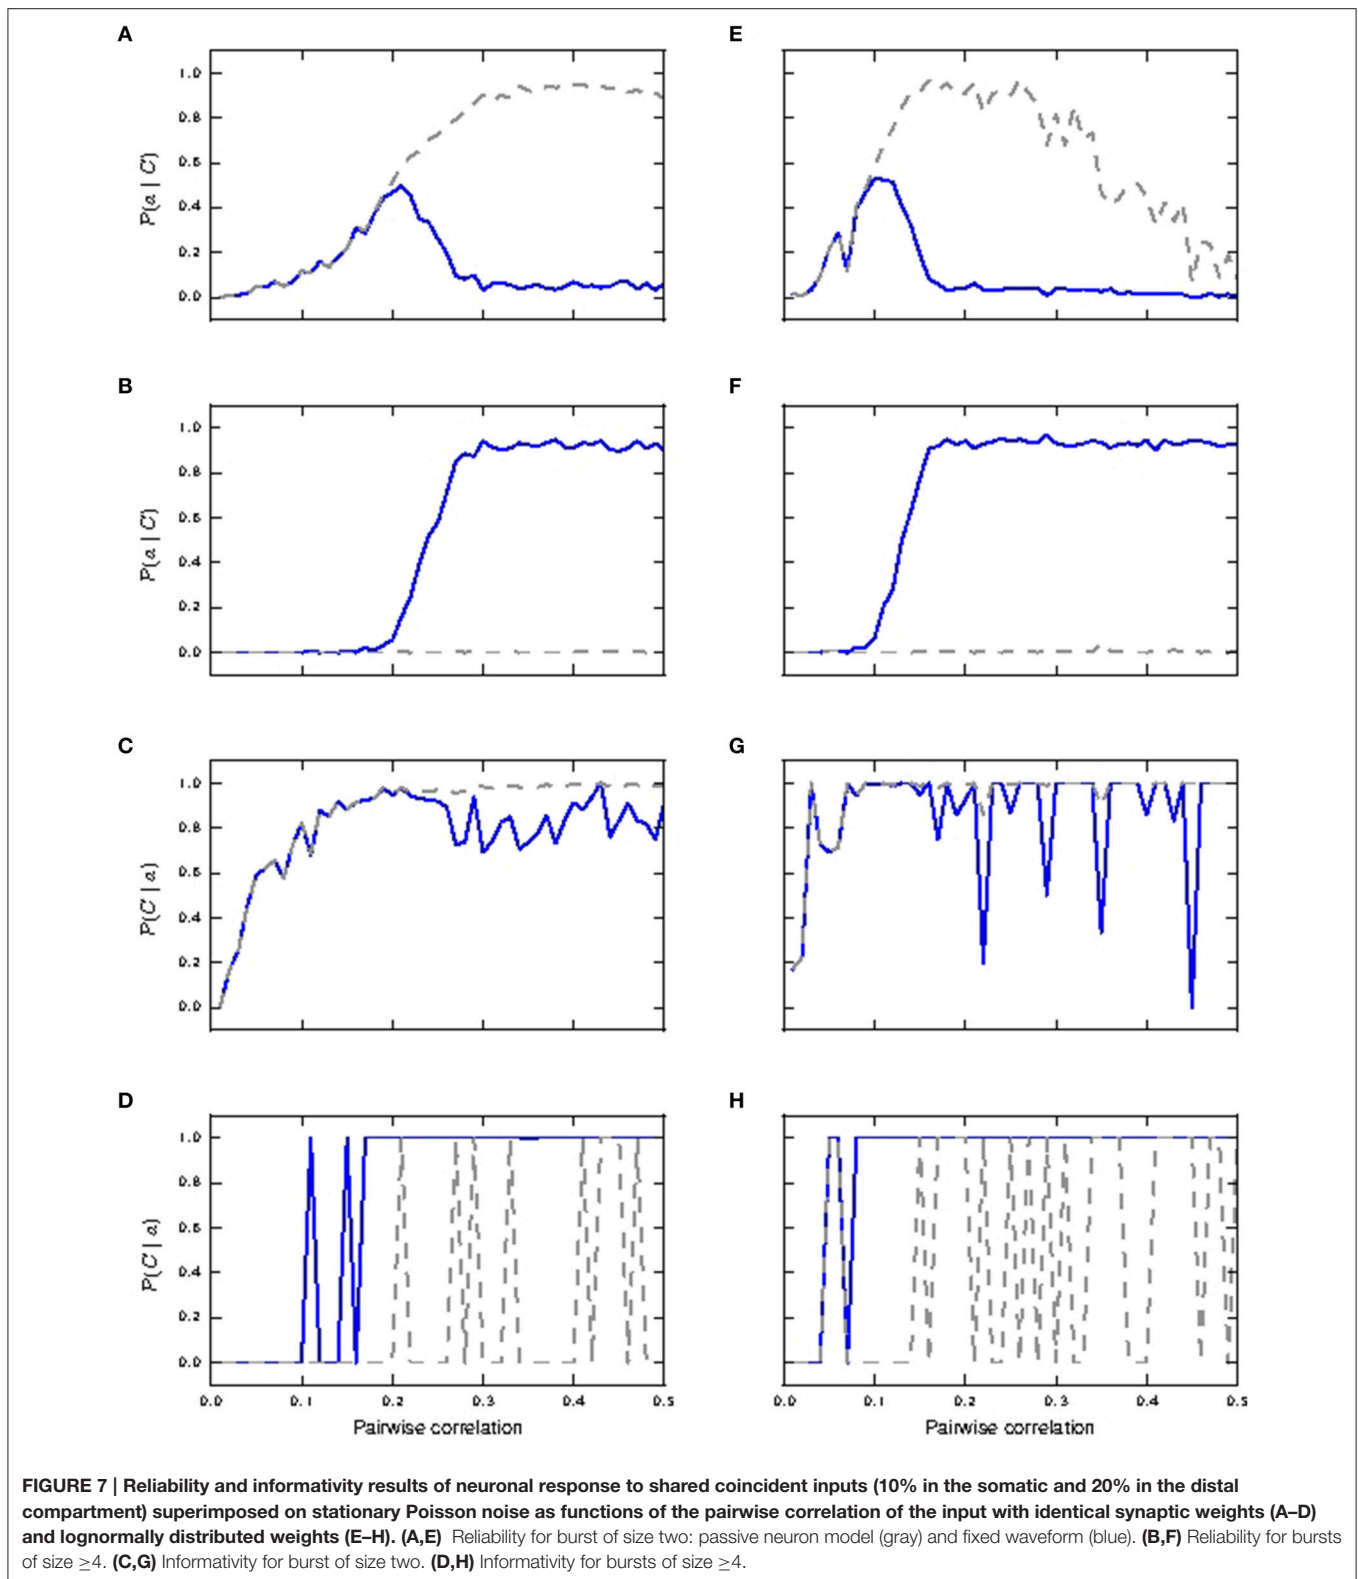 A
E
1.0
0.8
0.6
0.4
0.2
0.0
P(a | C)
B
F
1.0
0.8
0.6
0.4
0.2
0.0
P(a | C)
C
G
1.0
0.8
0.6
0.4
0.2
0.0
P(C | a)
D
H
1.0
0.8
0.6
0.4
0.2
0.0
P(C | a)
0.0 0.1 0.2 0.3 0.4 0.5
0.0 0.1 0.2 0.3 0.4 0.5
Pairwise correlation
Pairwise correlation
FIGURE 7 | Reliability and informativity results of neuronal response to shared coincident inputs (10% in the somatic and 20% in the distal
compartment) superimposed on stationary Poisson noise as functions of the pairwise correlation of the input with identical synaptic weights (A–D)
and lognormally distributed weights (E–H). (A,E) Reliability for burst of size two: passive neuron model (gray) and fixed waveform (blue). (B,F) Reliability for bursts
of size ≥4. (C,G) Informativity for burst of size two. (D,H) Informativity for bursts of size ≥4.